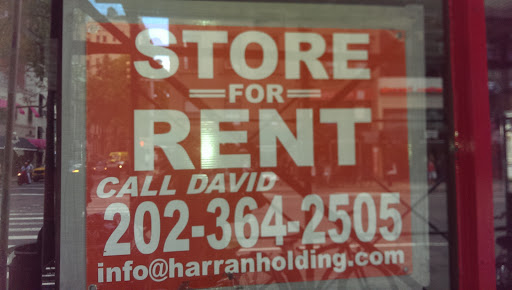 STORE
FOR
RENT
CALL DAVID
202-364-2505
info@harranholding.com